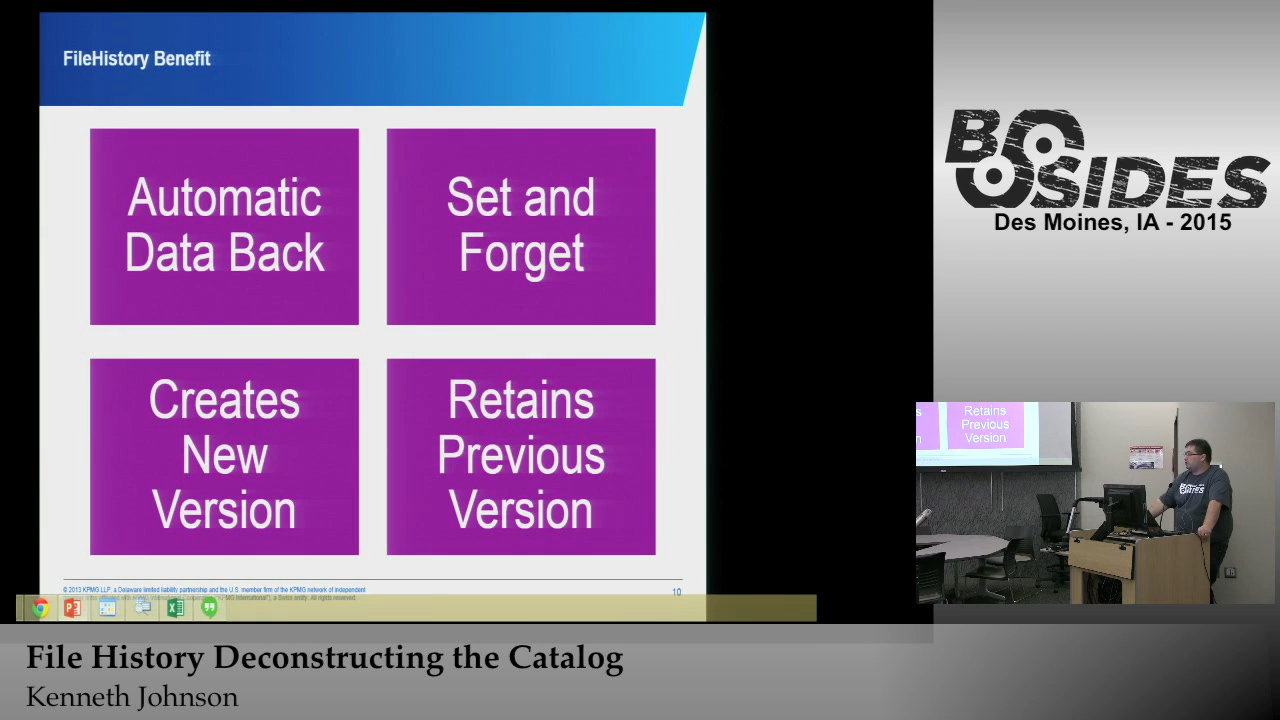 FileHistory Benefit
Automatic
Data Back
Set and
Forget
Creates
New
Version
Retains
Previous
Version
© 2013 KPMG LLP, a Delaware limited liability partnership and the U.S. member firm of the KPMG network of independent
10
BSIDES
Des Moines, IA - 2015
Retains
Previous
Version
BSIDES
File History Deconstructing the Catalog
Kenneth Johnson